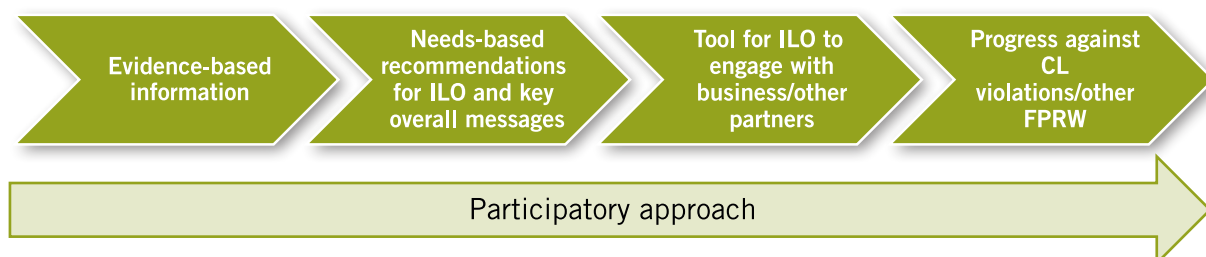 Evidence-based
information
Needs-based
recommendations
for ILO and key
overall messages
Tool for ILO to
engage with
business/other
partners
Progress against
CL
violations/other
FPRW
Participatory approach